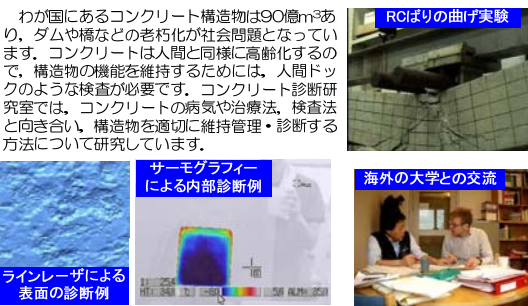 わが国にあるコンクリート構造物は90億m³あ
り，ダムや橋などの老朽化が社会問題となってい
ます．コンクリートは人間と同様に高齢化するの
で，構造物の機能を維持するためには，人間ドッ
クのような検査が必要です．コンクリート診断研
究室では，コンクリートの病気や治療法，検査法
と向き合い，構造物を適切に維持管理・診断する
方法について研究しています．
RCばりの曲げ実験
サーモグラフィー
による内部診断例
ラインレーザによる
表面の診断例
海外の大学との交流